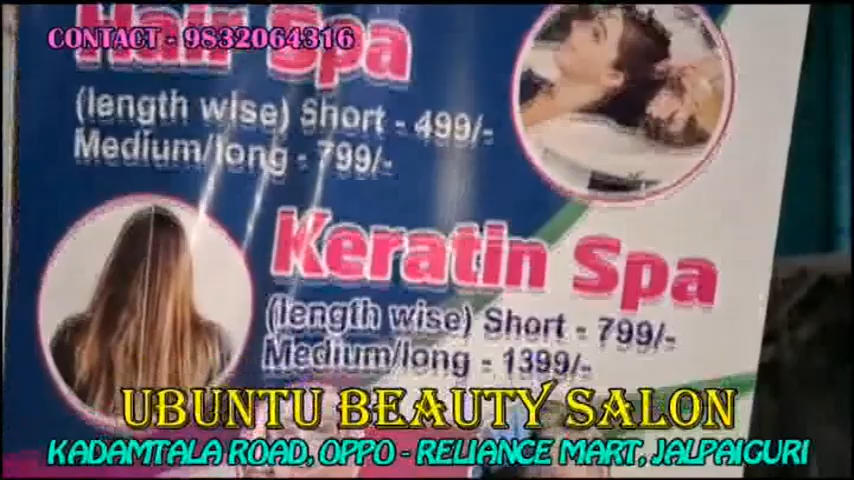 Hair Spa
CONTACT - 9832064316
(length wise) Short - 499/-
Medium/long - 799/-
Keratin Spa
(length wise) Short - 799/-
Medium/long - 1399/-
UBUNTU BEAUTY SALON
KADAMTALA ROAD, OPPO - RELIANCE MART, JALPAIGURI